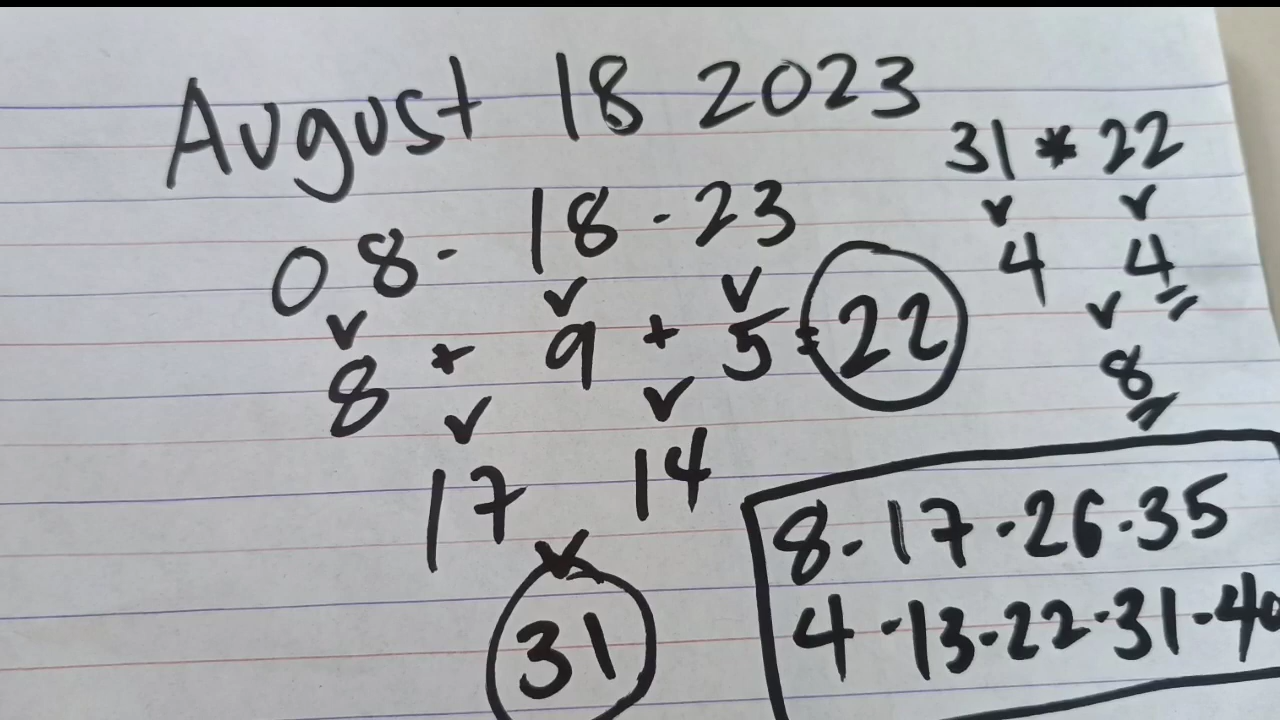 August 18 2023
31 * 22
08 - 18 - 23
4 4
8 + 9 + 5 = 22
8
17 14
31
8 - 17 - 26 - 35
4 - 13 - 22 - 31 - 40